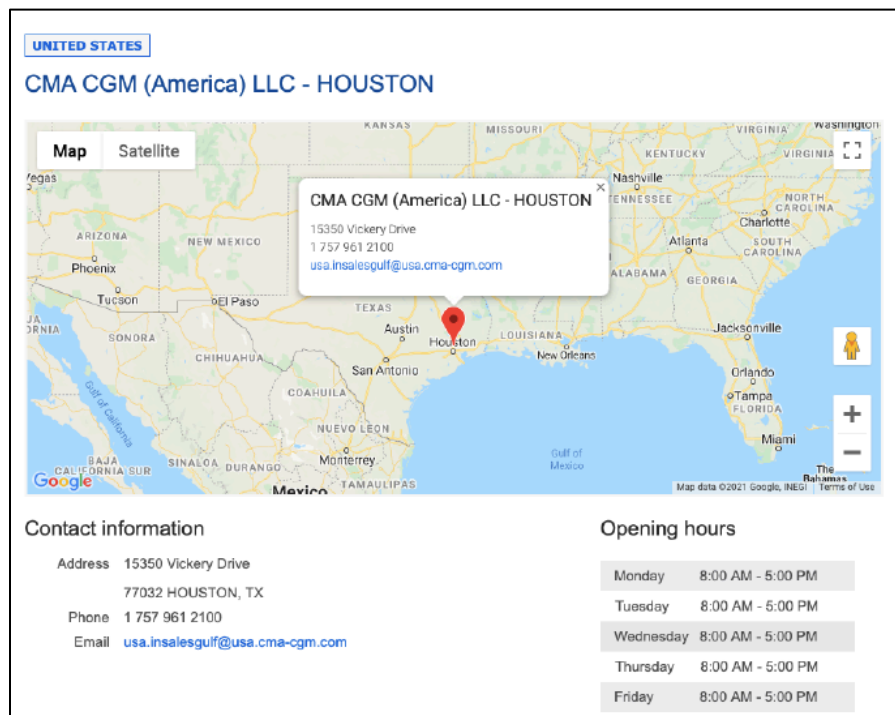 UNITED STATES
CMA CGM (America) LLC - HOUSTON
Map Satellite
KANSAS
MISSOURI
VIRGINIA
Washington
KENTUCKY
VIRGINIA
Vegas
Nashville
TENNESSEE
NORTH
CAROLINA
Charlotte
CMA CGM (America) LLC - HOUSTON
15350 Vickery Drive
1 757 961 2100
usa.insalesgulf@usa.cma-cgm.com
ARIZONA
NEW MEXICO
Atlanta
SOUTH
CAROLINA
Phoenix
ALABAMA
GEORGIA
Tucson
El Paso
TEXAS
SONORA
Austin
Houston
LOUISIANA
Jacksonville
CHIHUAHUA
San Antonio
New Orleans
COAHUILA
Orlando
Tampa
FLORIDA
Gulf of California
NUEVO LEON
Miami
BAJA
CALIFORNIA SUR
SINALOA
DURANGO
Monterrey
Gulf of
Mexico
The
Bahamas
Google
Mexico
TAMAULIPAS
Map data ©2021 Google, INEGI
Terms of Use
Contact information
Address 15350 Vickery Drive
77032 HOUSTON, TX
Phone 1 757 961 2100
Email usa.insalesgulf@usa.cma-cgm.com
Opening hours
Monday 8:00 AM - 5:00 PM
Tuesday 8:00 AM - 5:00 PM
Wednesday 8:00 AM - 5:00 PM
Thursday 8:00 AM - 5:00 PM
Friday 8:00 AM - 5:00 PM